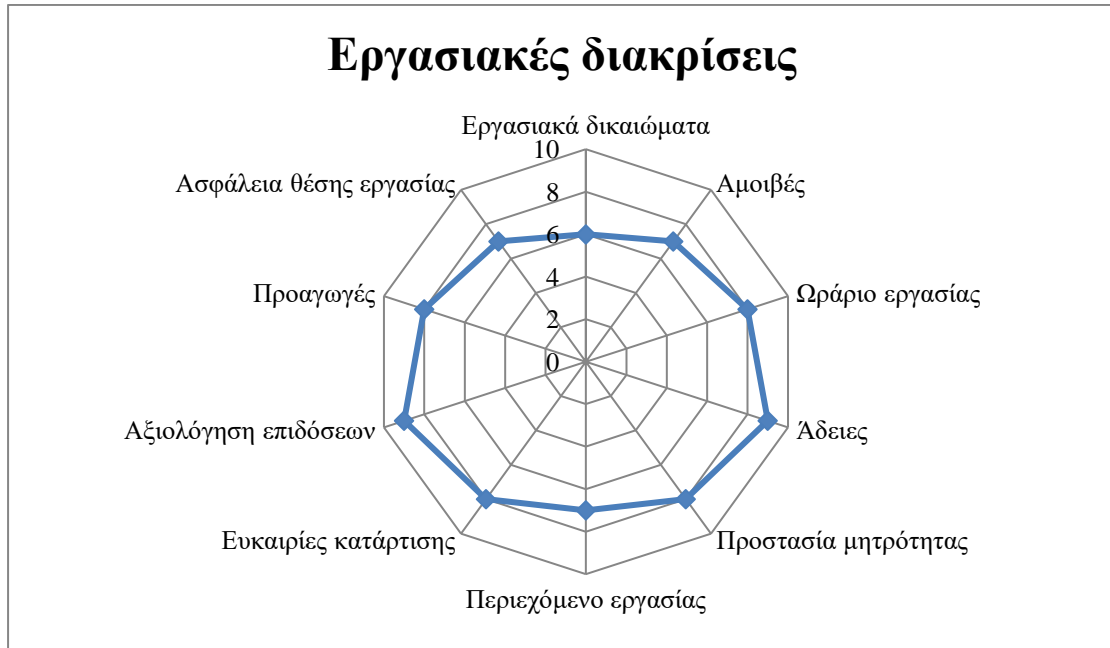 Εργασιακές διακρίσεις
Εργασιακά δικαιώματα
Αμοιβές
Ωράριο εργασίας
Άδειες
Προστασία μητρότητας
Περιεχόμενο εργασίας
Ευκαιρίες κατάρτισης
Αξιολόγηση επιδόσεων
Προαγωγές
Ασφάλεια θέσης εργασίας
10
8
6
4
2
0